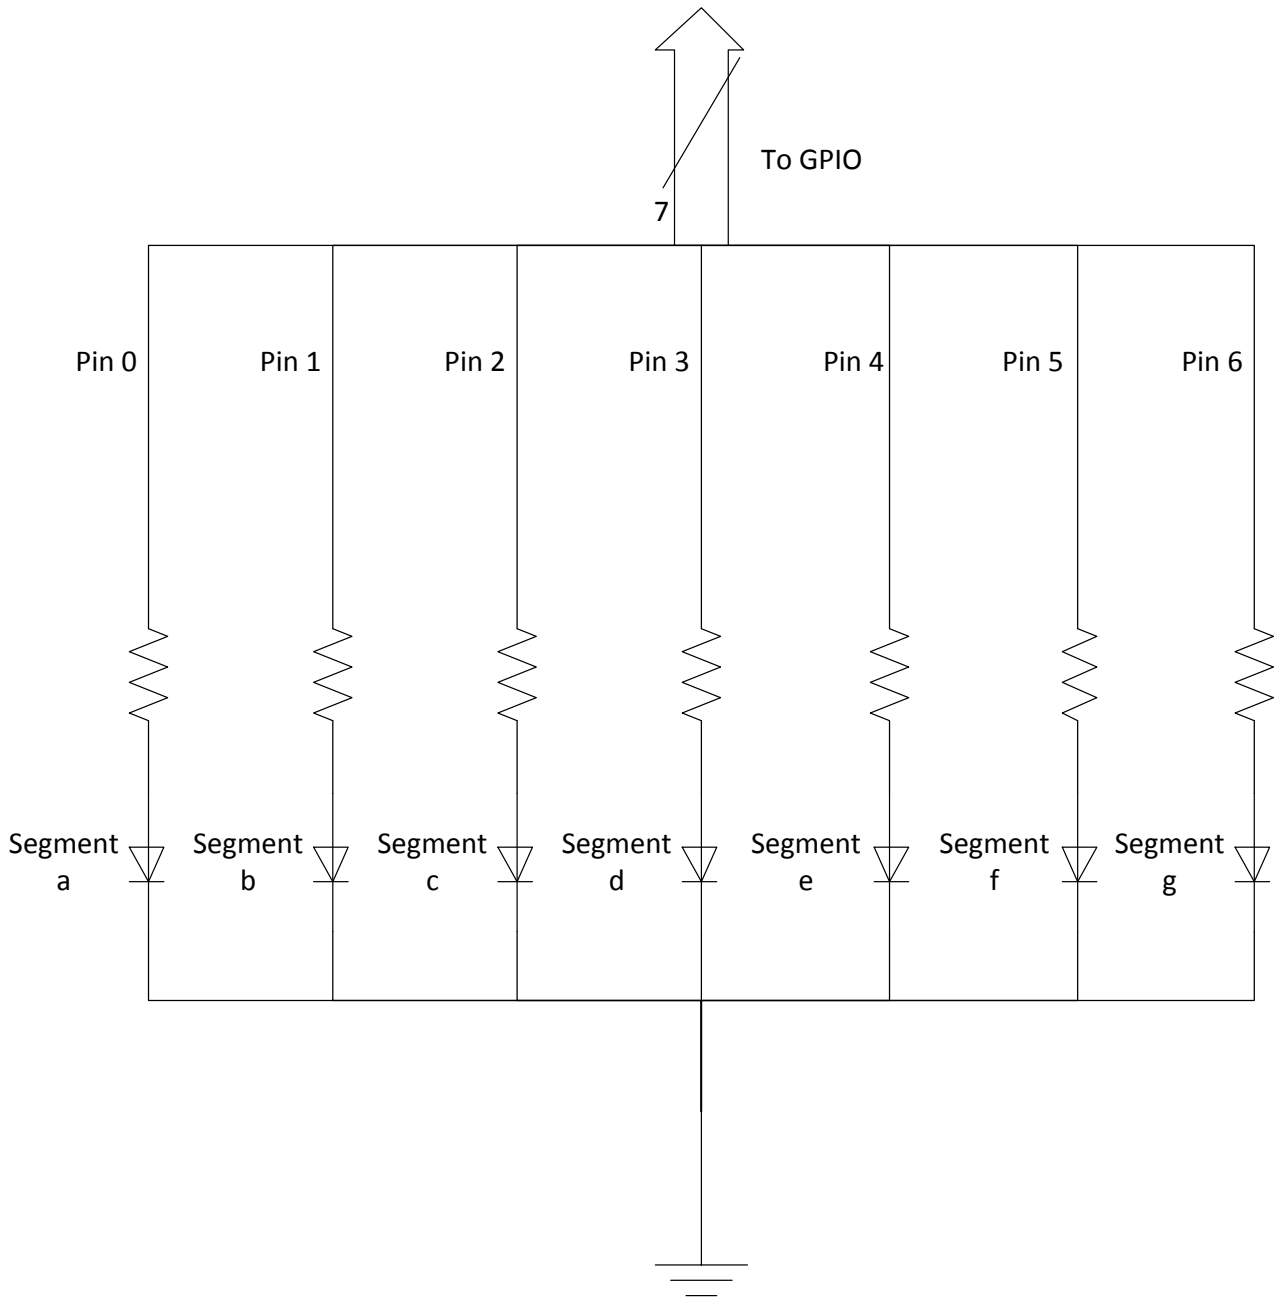 To GPIO
7
Pin 0
Pin 1
Pin 2
Pin 3
Pin 4
Pin 5
Pin 6
Segment
a
Segment
b
Segment
c
Segment
d
Segment
e
Segment
f
Segment
g